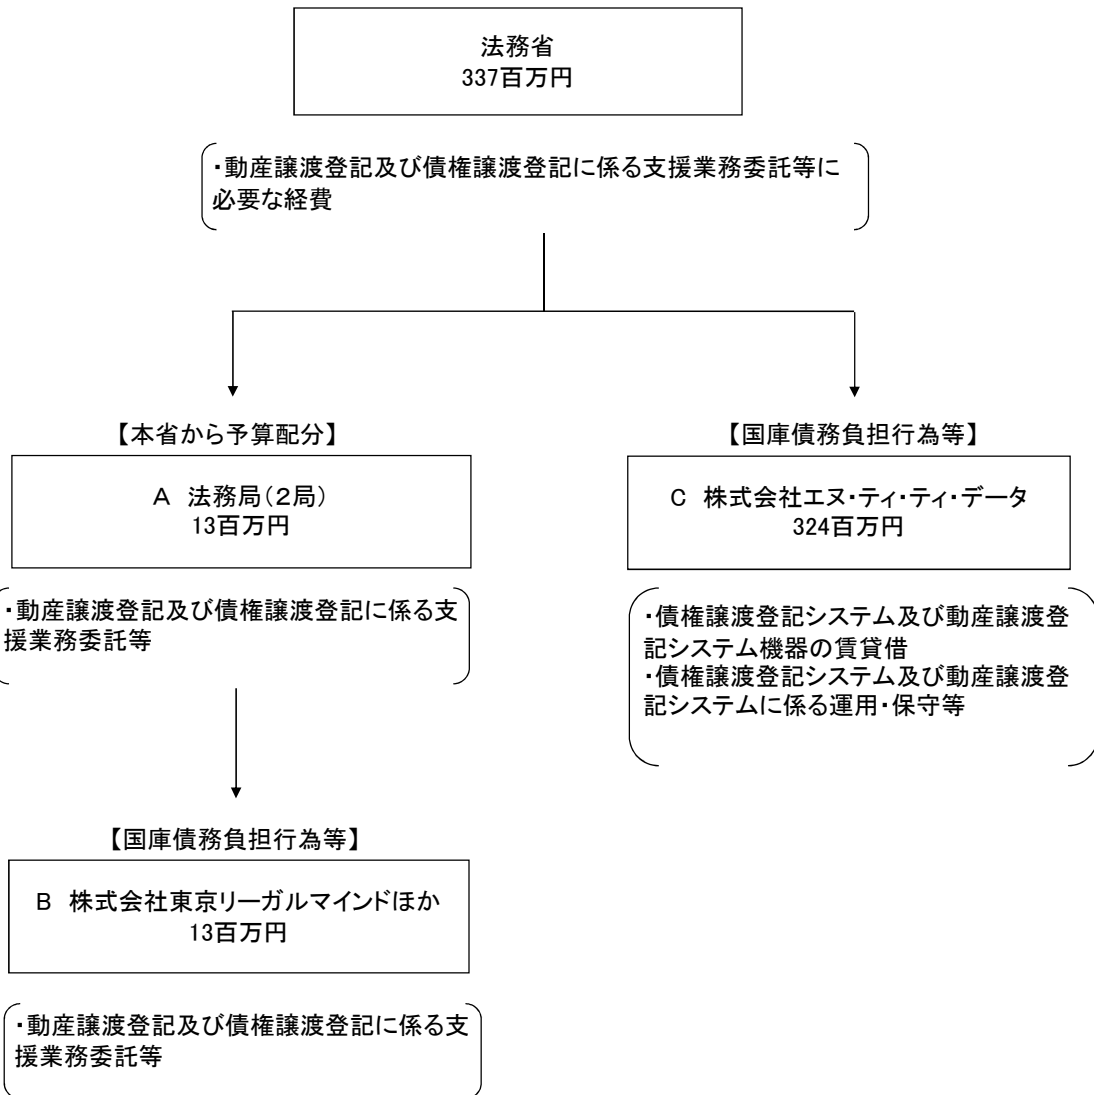 法務省
337百万円
・動産譲渡登記及び債権譲渡登記に係る支援業務委託等に
必要な経費
【本省から予算配分】
A 法務局(2局)
13百万円
・動産譲渡登記及び債権譲渡登記に係る支
援業務委託等
【国庫債務負担行為等】
B 株式会社東京リーガルマインドほか
13百万円
・動産譲渡登記及び債権譲渡登記に係る支
援業務委託等
【国庫債務負担行為等】
C 株式会社エヌ・ティ・ティ・データ
324百万円
・債権譲渡登記システム及び動産譲渡登
記システム機器の賃貸借
・債権譲渡登記システム及び動産譲渡登
記システムに係る運用・保守等